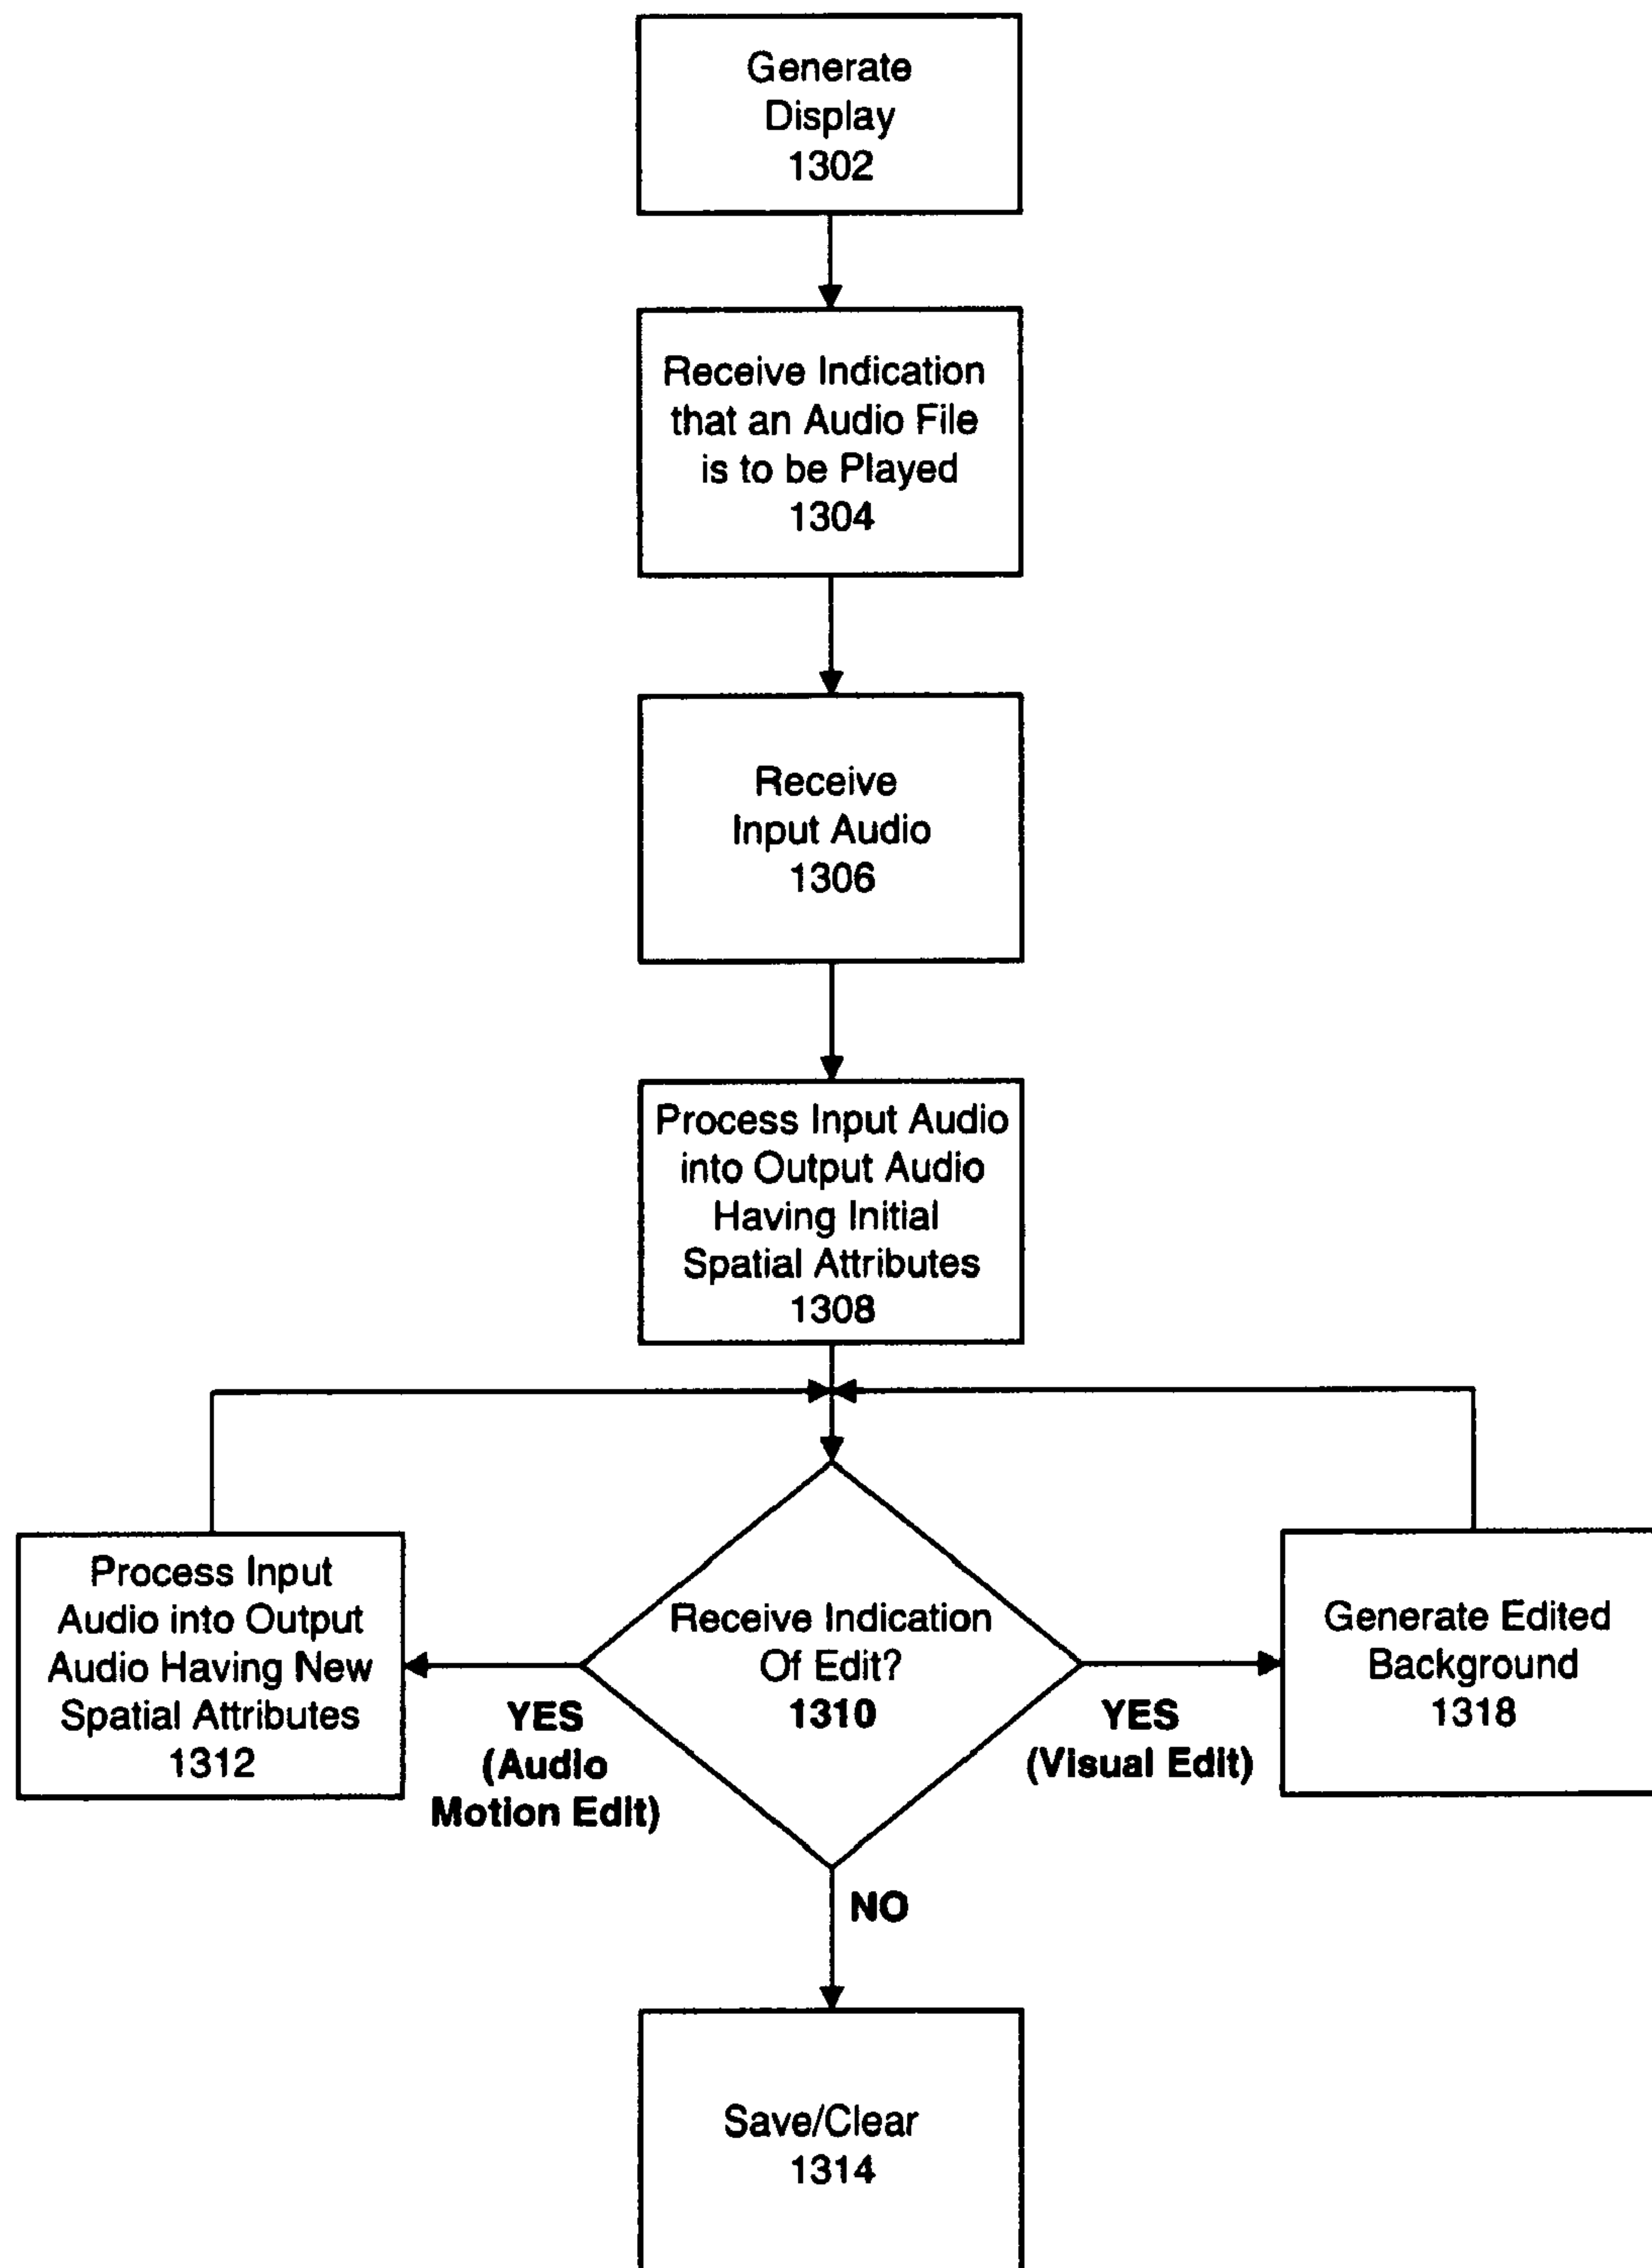 Generate
Display
1302
Receive Indication
that an Audio File
is to be Played
1304
Receive
Input Audio
1306
Process Input Audio
into Output Audio
Having Initial
Spatial Attributes
1308
Process Input
Audio into Output
Audio Having New
Spatial Attributes
1312
YES
(Audio
Motion Edit)
Receive Indication
Of Edit?
1310
YES
(Visual Edit)
Generate Edited
Background
1318
NO
Save/Clear
1314